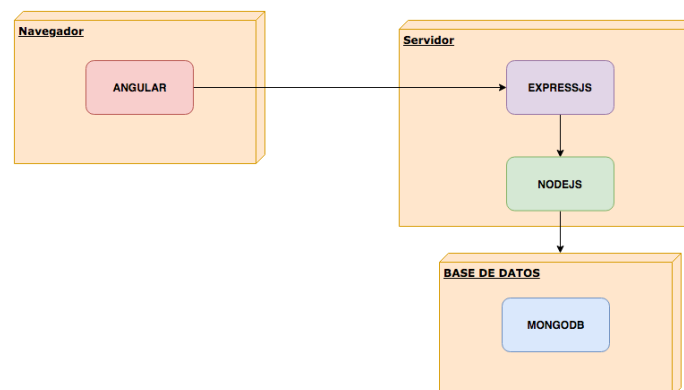 Navegador
ANGULAR
Servidor
EXPRESSJS
NODEJS
BASE DE DATOS
MONGODB